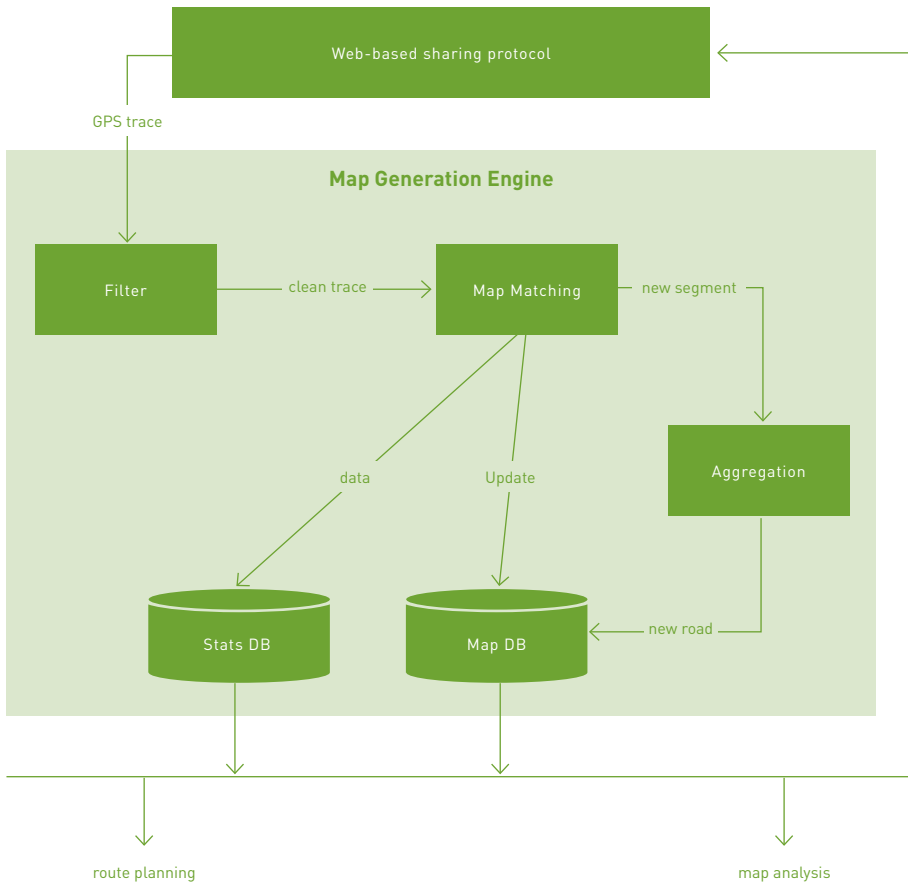 Web-based sharing protocol
GPS trace
Map Generation Engine
Filter
clean trace
Map Matching
new segment
Aggregation
data
Update
Stats DB
Map DB
new road
route planning
map analysis